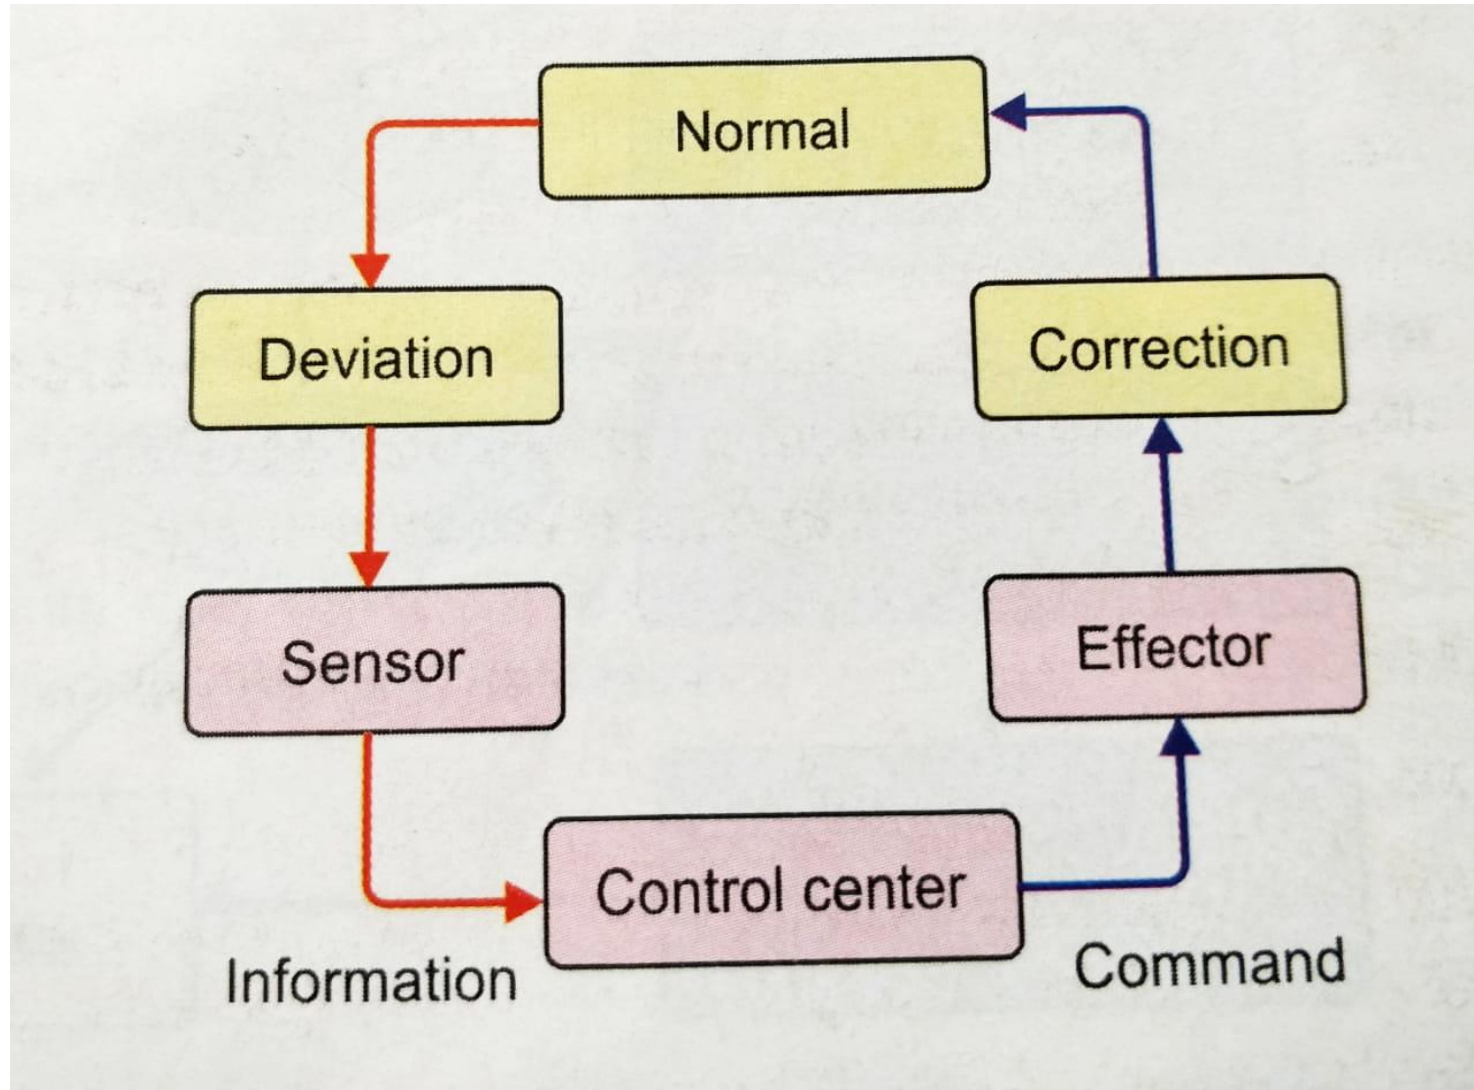 Normal
Deviation
Correction
Sensor
Effector
Control center
Information
Command